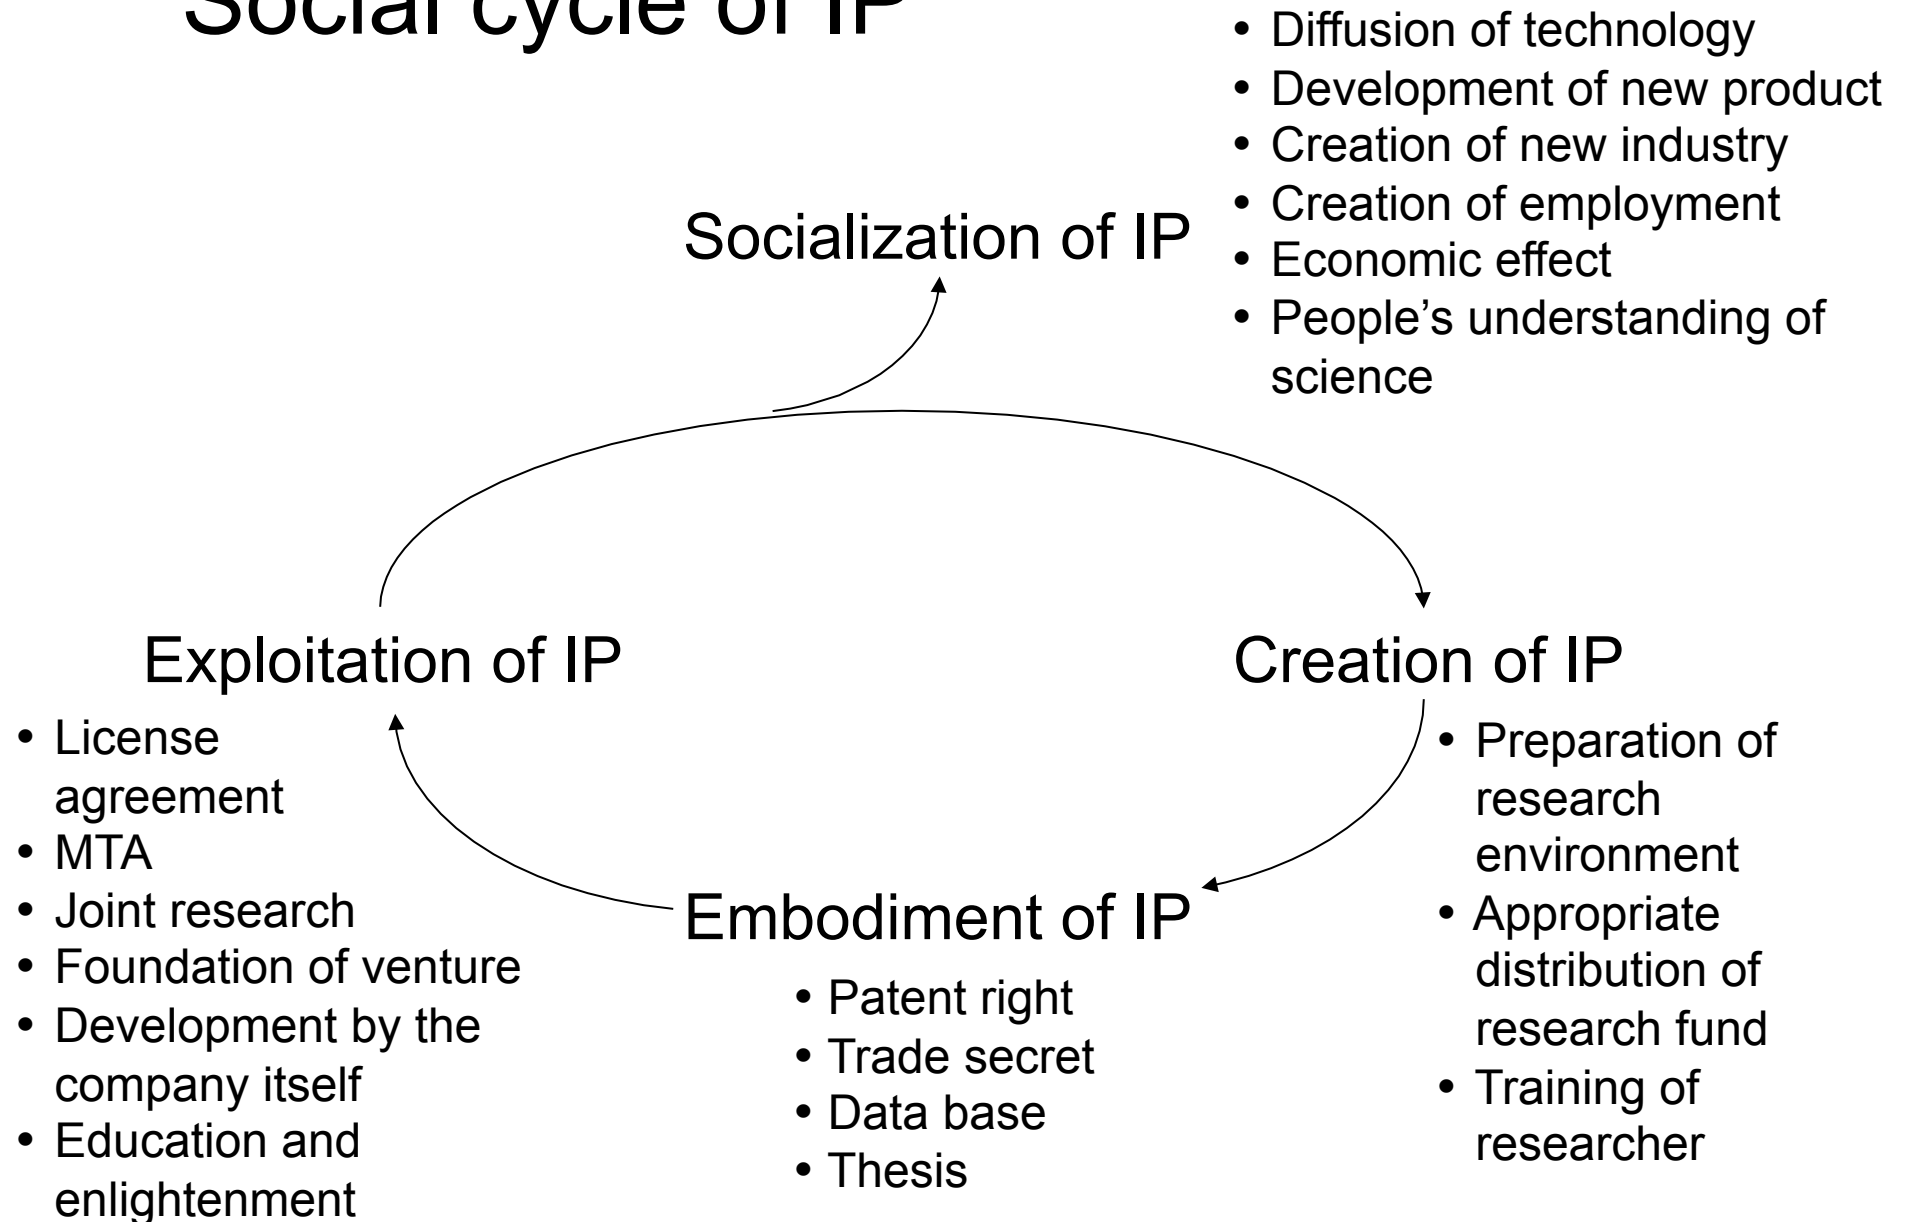 Social cycle of IP
• Diffusion of technology
• Development of new product
• Creation of new industry
• Creation of employment
• Economic effect
• People’s understanding of
science
Socialization of IP
Exploitation of IP
• License
agreement
• MTA
• Joint research
• Foundation of venture
• Development by the
company itself
• Education and
enlightenment
Creation of IP
• Preparation of
research
environment
• Appropriate
distribution of
research fund
• Training of
researcher
Embodiment of IP
• Patent right
• Trade secret
• Data base
• Thesis